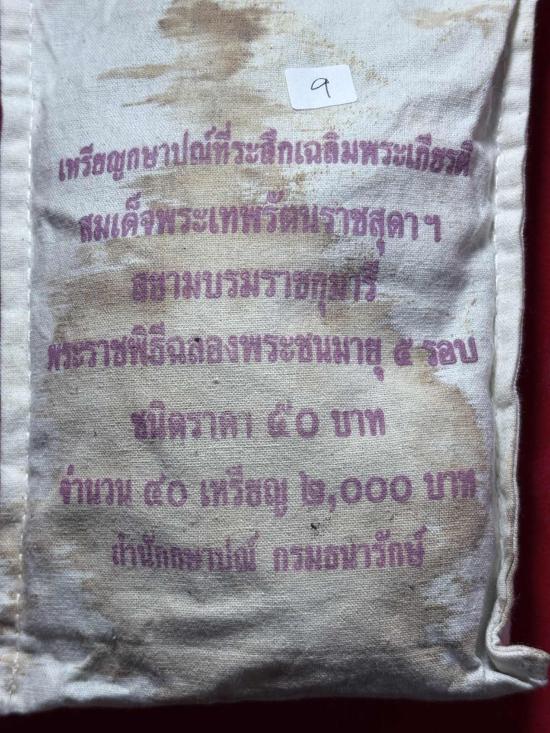 9
เหรียญกษาปณ์ที่ระลึกเฉลิมพระเกียรติ
สมเด็จพระเทพรัตนราชสุดาฯ
สยามบรมราชกุมารี
พระราชพิธีฉลองพระชนมายุ ๕ รอบ
ชนิดราคา ๕๐ บาท
จำนวน ๔๐ เหรียญ ๒,๐๐๐ บาท
สำนักกษาปณ์ กรมธนารักษ์